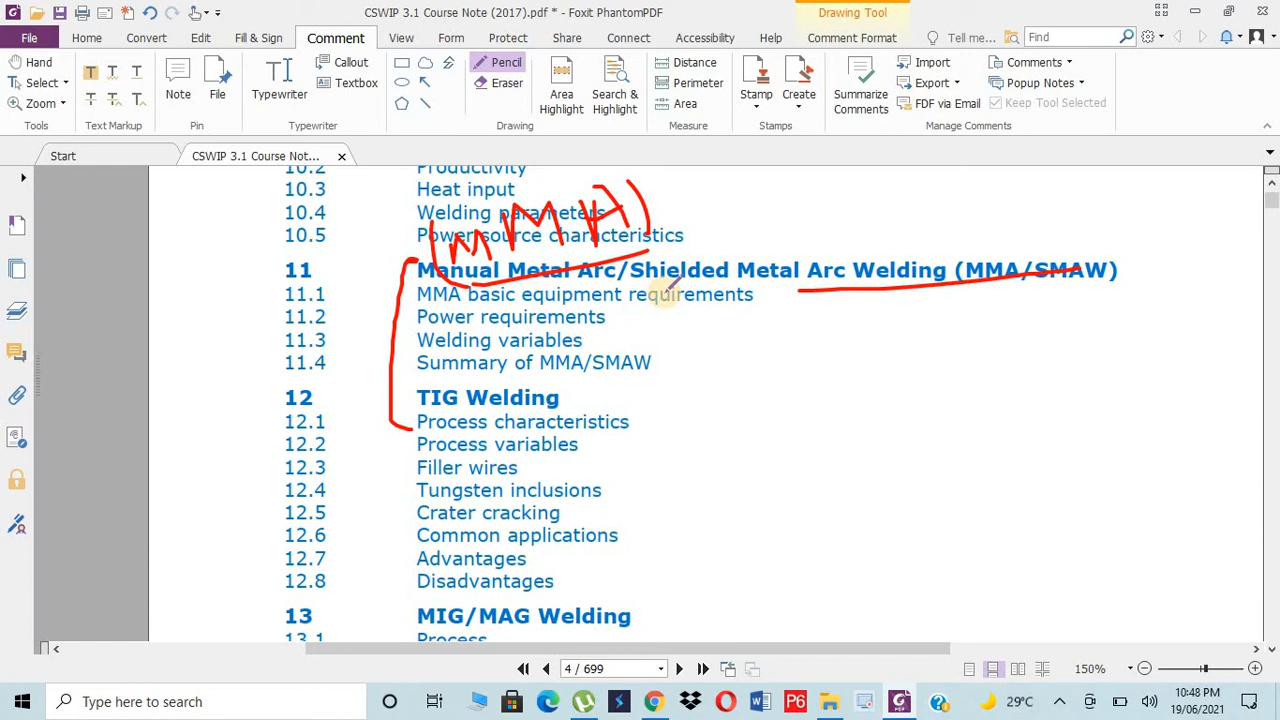 CSWIP 3.1 Course Note (2017).pdf * - Foxit PhantomPDF
Drawing Tool
File Home Convert Edit Fill & Sign Comment View Form Protect Share Connect Accessibility Help Comment Format Tell me... Find
Hand
Select
Zoom
Tools
T T T
T T T
Text Markup
Note
File
Pin
Typewriter
Callout
Textbox
Typewriter
Pencil
Eraser
Drawing
Area Highlight
Search & Highlight
Distance
Perimeter
Area
Measure
Stamp
Create
Stamps
Summarize Comments
Import
Export
FDF via Email
Comments
Popup Notes
Keep Tool Selected
Manage Comments
Start
CSWIP 3.1 Course Not...
10.2 Productivity
10.3 Heat input
10.4 Welding parameters
10.5 Power source characteristics
(MMA)
11 Manual Metal Arc/Shielded Metal Arc Welding (MMA/SMAW)
11.1 MMA basic equipment requirements
11.2 Power requirements
11.3 Welding variables
11.4 Summary of MMA/SMAW
12 TIG Welding
12.1 Process characteristics
12.2 Process variables
12.3 Filler wires
12.4 Tungsten inclusions
12.5 Crater cracking
12.6 Common applications
12.7 Advantages
12.8 Disadvantages
13 MIG/MAG Welding
13.1 Process
4 / 699
150%
Type here to search
P6
29°C
10:48 PM
19/06/2021